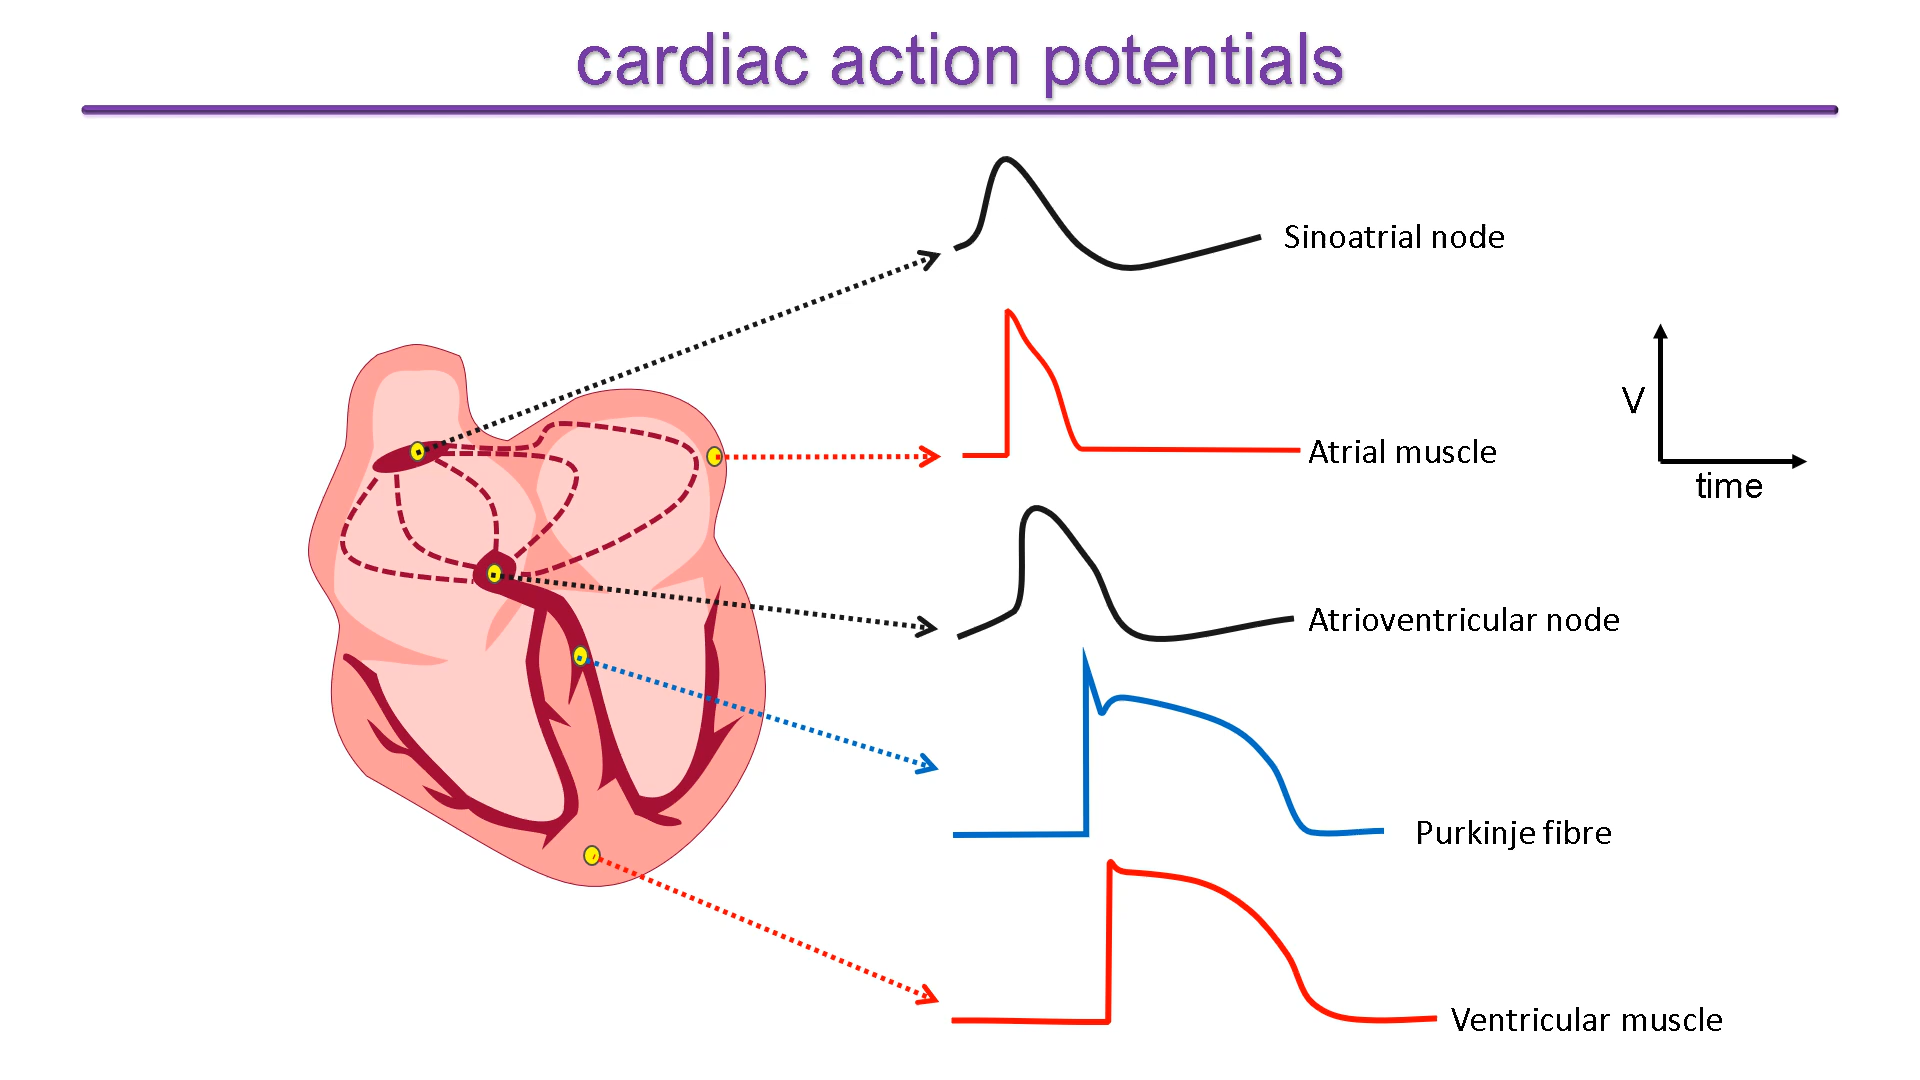 cardiac action potentials
Sinoatrial node
Atrial muscle
V
time
Atrioventricular node
Purkinje fibre
Ventricular muscle